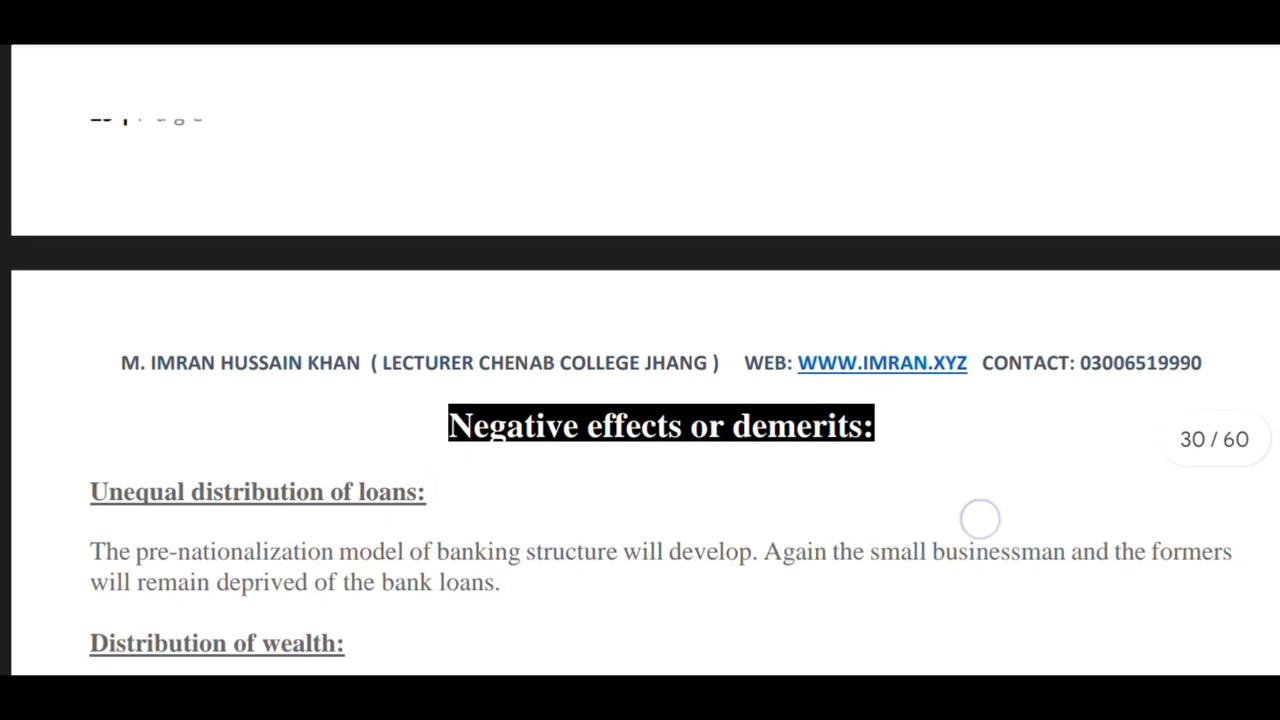 M. IMRAN HUSSAIN KHAN ( LECTURER CHENAB COLLEGE JHANG ) WEB: WWW.IMRAN.XYZ CONTACT: 03006519990
Negative effects or demerits:
30 / 60
Unequal distribution of loans:
The pre-nationalization model of banking structure will develop. Again the small businessman and the formers
will remain deprived of the bank loans.
Distribution of wealth: